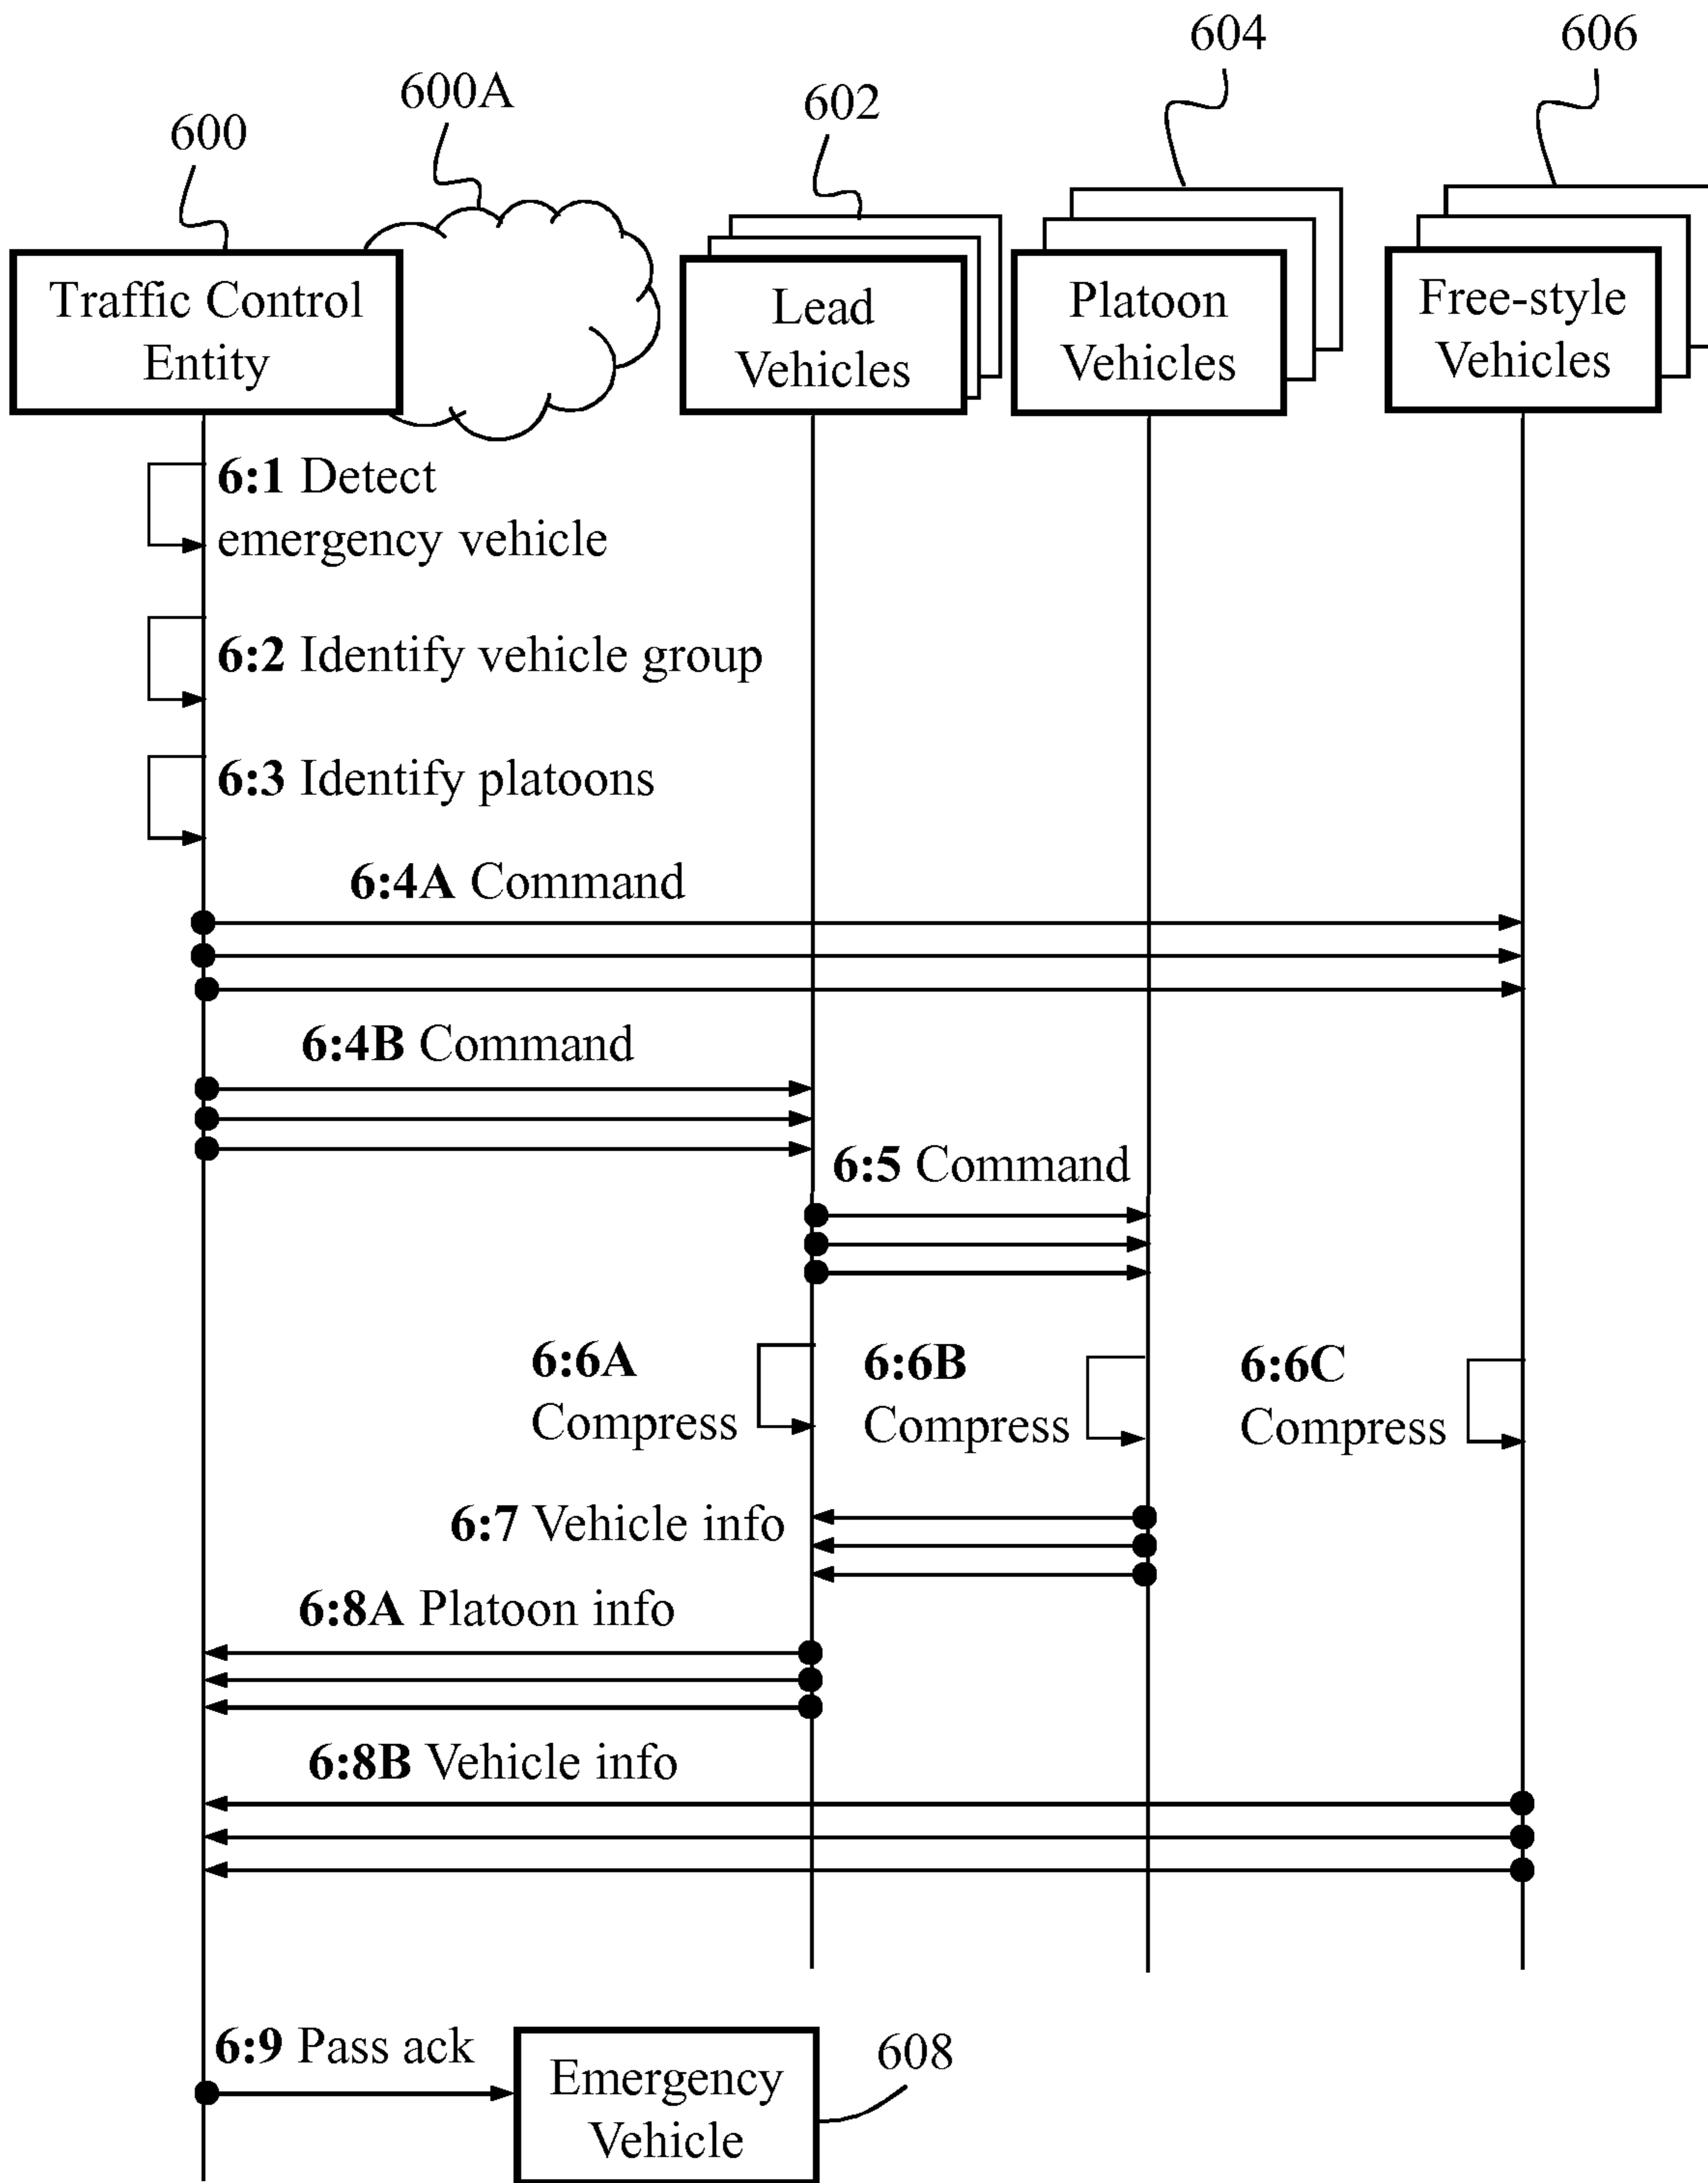 604
606
600A
602
600
Traffic Control
Entity
Lead
Vehicles
Platoon
Vehicles
Free-style
Vehicles
6:1 Detect
emergency vehicle
6:2 Identify vehicle group
6:3 Identify platoons
6:4A Command
6:4B Command
6:5 Command
6:6A
Compress
6:6B
Compress
6:6C
Compress
6:7 Vehicle info
6:8A Platoon info
6:8B Vehicle info
6:9 Pass ack
Emergency
Vehicle
608